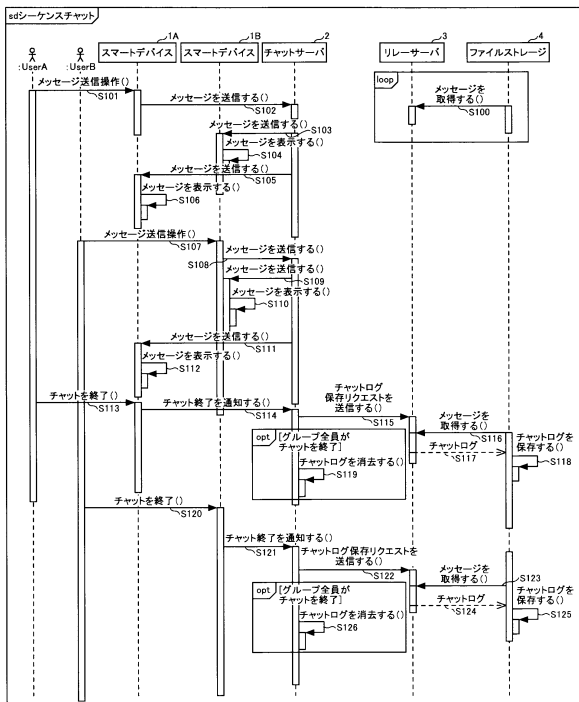 sdシーケンスチャット
1A
1B
2
3
4
: UserA
: UserB
スマートデバイス
スマートデバイス
チャットサーバ
リレーサーバ
ファイルストレージ
メッセージ送信操作()
S101
メッセージを送信する()
S102
loop
メッセージを
取得する()
S100
メッセージを送信する()
S103
メッセージを表示する()
S104
メッセージを送信する()
S105
メッセージを表示する()
S106
メッセージ送信操作()
S107
メッセージを送信する()
S108
メッセージを送信する()
S109
メッセージを表示する()
S110
メッセージを送信する()
S111
メッセージを表示する()
S112
チャットを終了()
S113
チャット終了を通知する()
S114
チャットログ
保存リクエストを
送信する()
S115
メッセージを
取得する()
S116
チャットログ
S117
チャットログを
保存する()
S118
opt
[グループ全員が
チャットを終了]
チャットログを消去する()
S119
チャットを終了()
S120
チャット終了を通知する()
S121
チャットログ保存リクエストを
送信する()
S122
メッセージを
取得する()
S123
チャットログ
S124
チャットログを
保存する()
S125
opt
[グループ全員が
チャットを終了]
チャットログを消去する()
S126